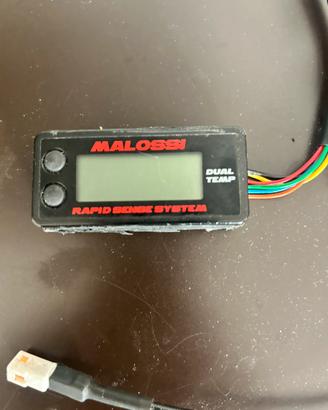 MALOSSI
DUAL
TEMP
RAPID SENSE SYSTEM